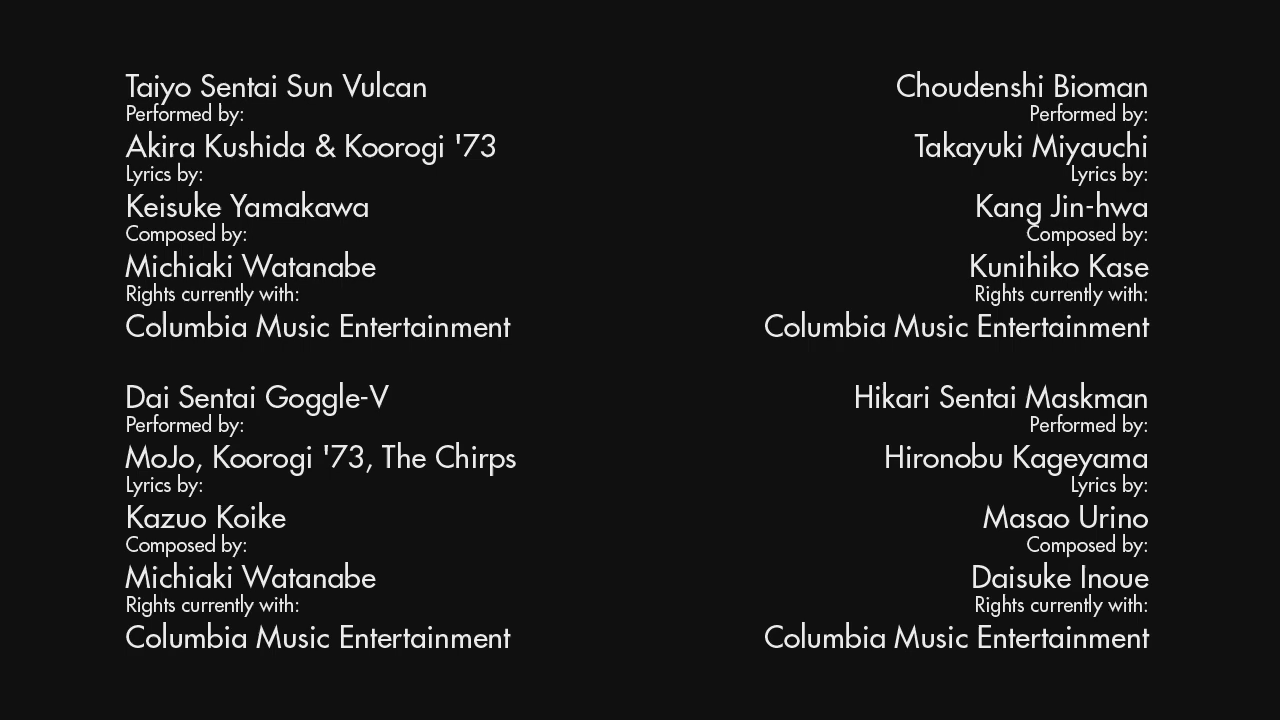 Taiyo Sentai Sun Vulcan
Performed by:
Akira Kushida & Koorogi '73
Lyrics by:
Keisuke Yamakawa
Composed by:
Michiaki Watanabe
Rights currently with:
Columbia Music Entertainment
Dai Sentai Goggle-V
Performed by:
MoJo, Koorogi '73, The Chirps
Lyrics by:
Kazuo Koike
Composed by:
Michiaki Watanabe
Rights currently with:
Columbia Music Entertainment
Choudenshi Bioman
Performed by:
Takayuki Miyauchi
Lyrics by:
Kang Jin-hwa
Composed by:
Kunihiko Kase
Rights currently with:
Columbia Music Entertainment
Hikari Sentai Maskman
Performed by:
Hironobu Kageyama
Lyrics by:
Masao Urino
Composed by:
Daisuke Inoue
Rights currently with:
Columbia Music Entertainment